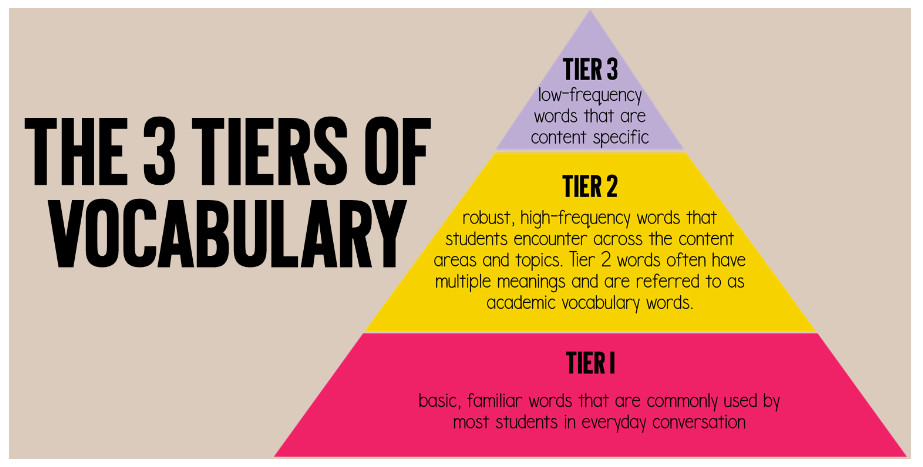 THE 3 TIERS OF
VOCABULARY
TIER 3
low-frequency
words that are
content specific
TIER 2
robust, high-frequency words that
students encounter across the content
areas and topics. Tier 2 words often have
multiple meanings and are referred to as
academic vocabulary words.
TIER 1
basic, familiar words that are commonly used by
most students in everyday conversation